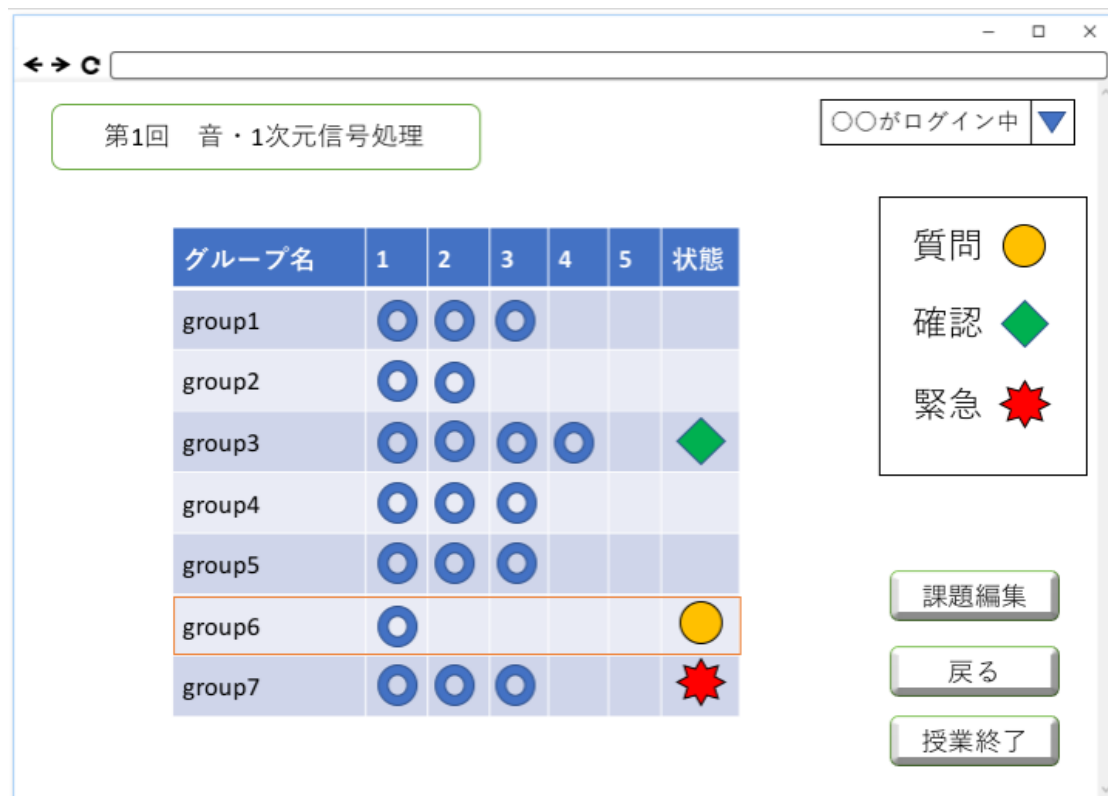 第1回　音・1次元信号処理
〇〇がログイン中
グループ名 1 2 3 4 5 状態
group1
group2
group3
group4
group5
group6
group7
質問
確認
緊急
課題編集
戻る
授業終了